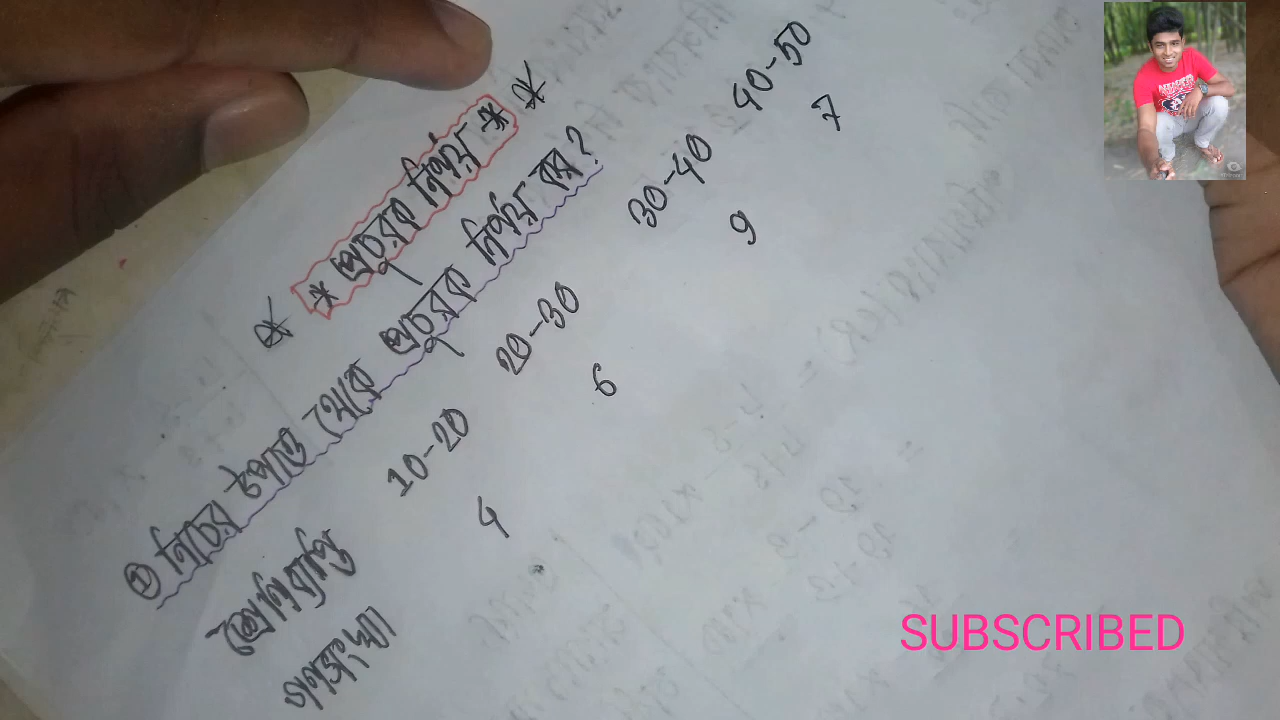 * * প্রচুরক নির্ণয় * *
① নিচের উপাত্ত থেকে প্রচুরক নির্ণয় কর?
শ্রেণিব্যাপ্তি 10-20 20-30 30-40 40-50
গণসংখ্যা 4 6 9 7
SUBSCRIBED